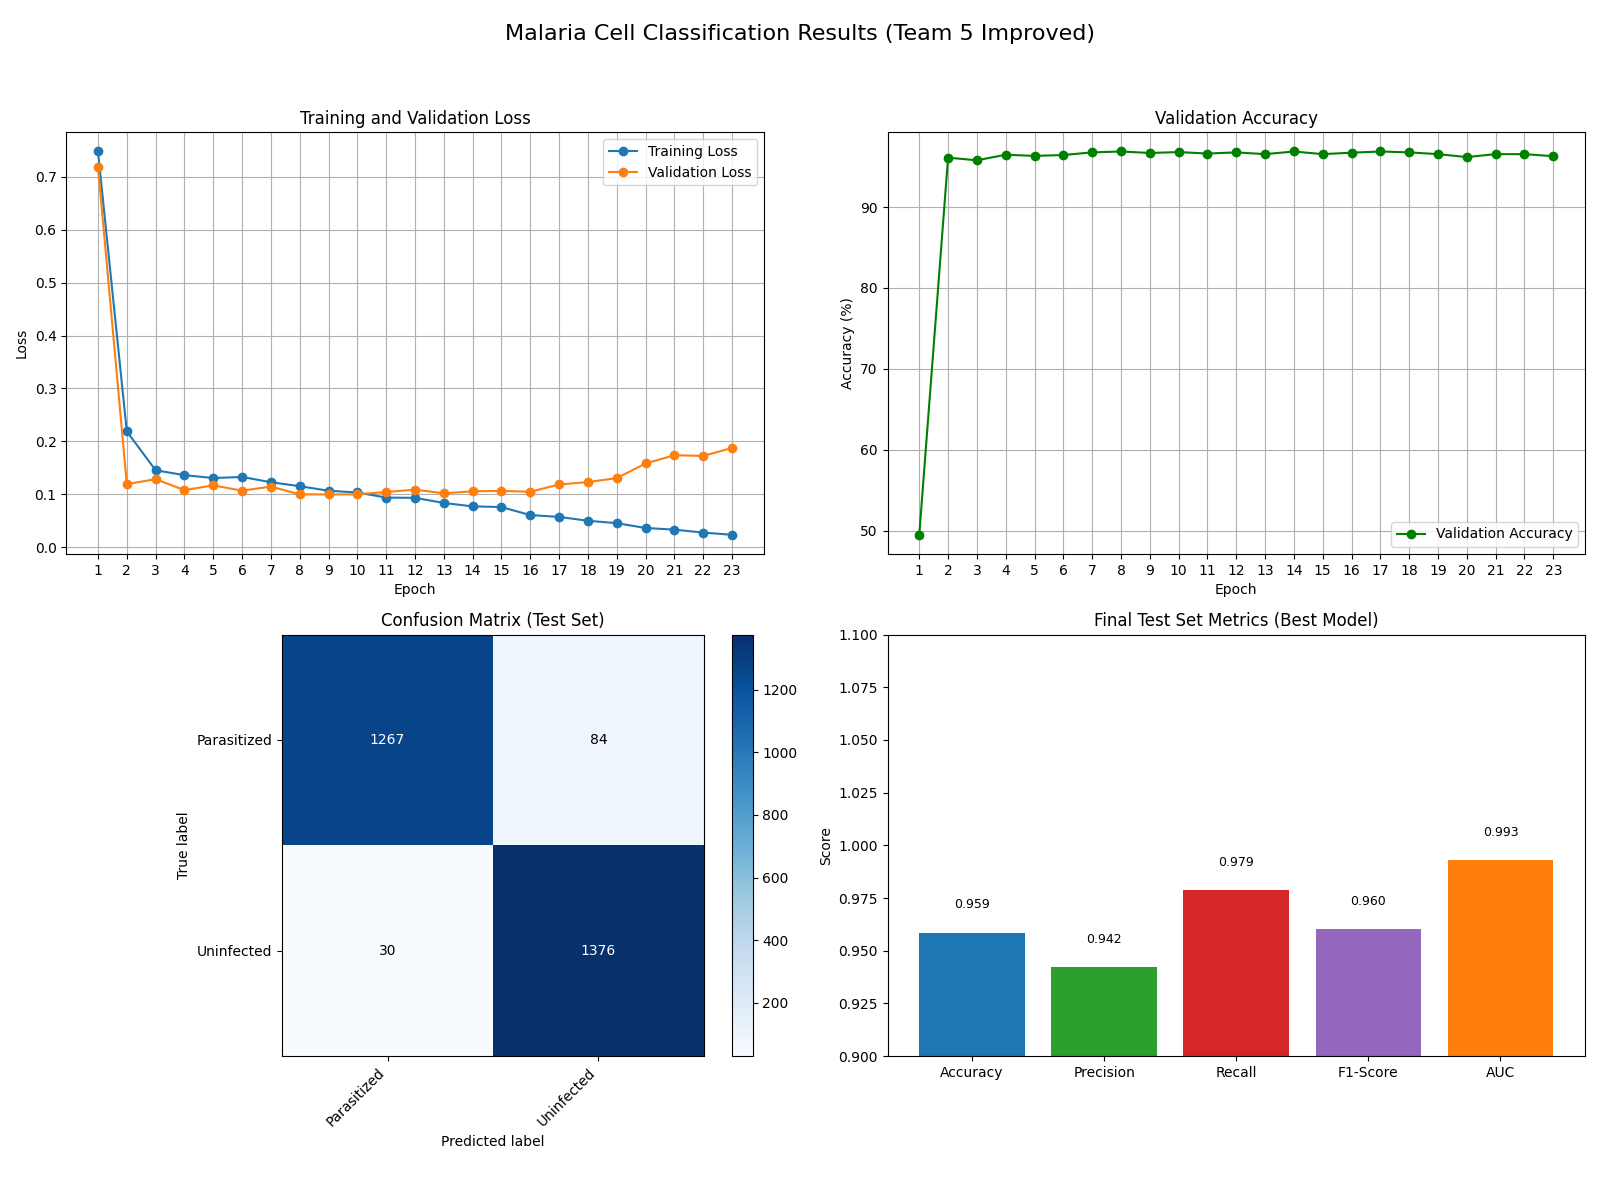 Malaria Cell Classification Results (Team 5 Improved)
Training and Validation Loss
Training Loss
Validation Loss
Loss
0.7
0.6
0.5
0.4
0.3
0.2
0.1
0.0
1 2 3 4 5 6 7 8 9 10 11 12 13 14 15 16 17 18 19 20 21 22 23
Epoch
Validation Accuracy
Accuracy (%)
90
80
70
60
50
Validation Accuracy
1 2 3 4 5 6 7 8 9 10 11 12 13 14 15 16 17 18 19 20 21 22 23
Epoch
Confusion Matrix (Test Set)
True label
Parasitized
Uninfected
1267 84
30 1376
Parasitized Uninfected
Predicted label
1200
1000
800
600
400
200
Final Test Set Metrics (Best Model)
Score
1.100
1.075
1.050
1.025
1.000
0.975
0.950
0.925
0.900
0.959
0.942
0.979
0.960
0.993
Accuracy Precision Recall F1-Score AUC